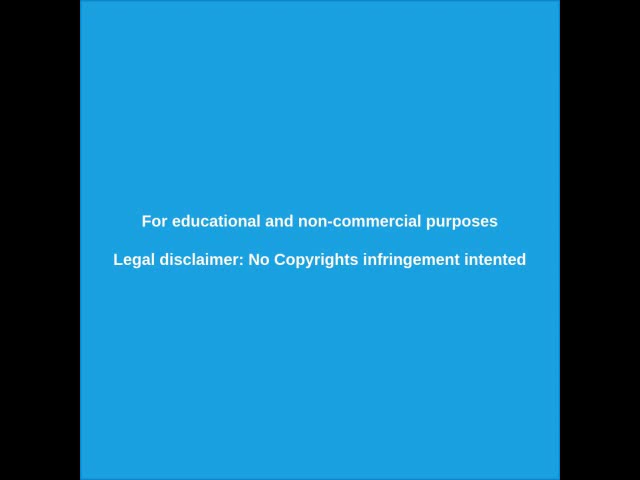 For educational and non-commercial purposes
Legal disclaimer: No Copyrights infringement intented